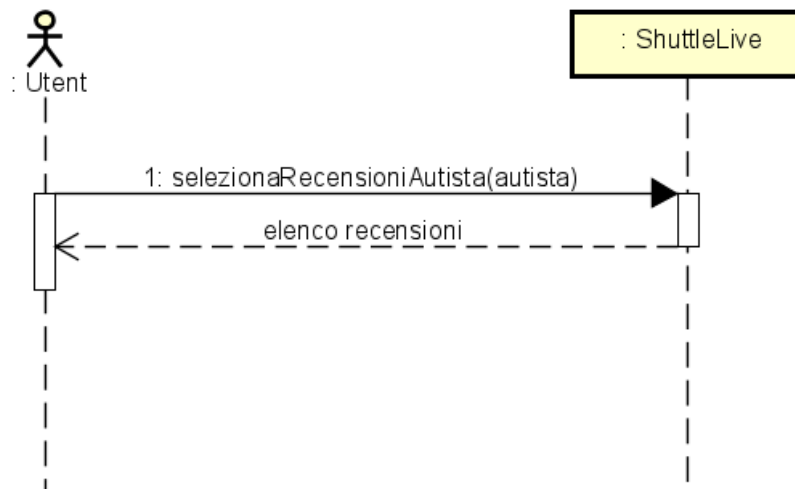 : Utent
: ShuttleLive
1: selezionaRecensioniAutista(autista)
elenco recensioni